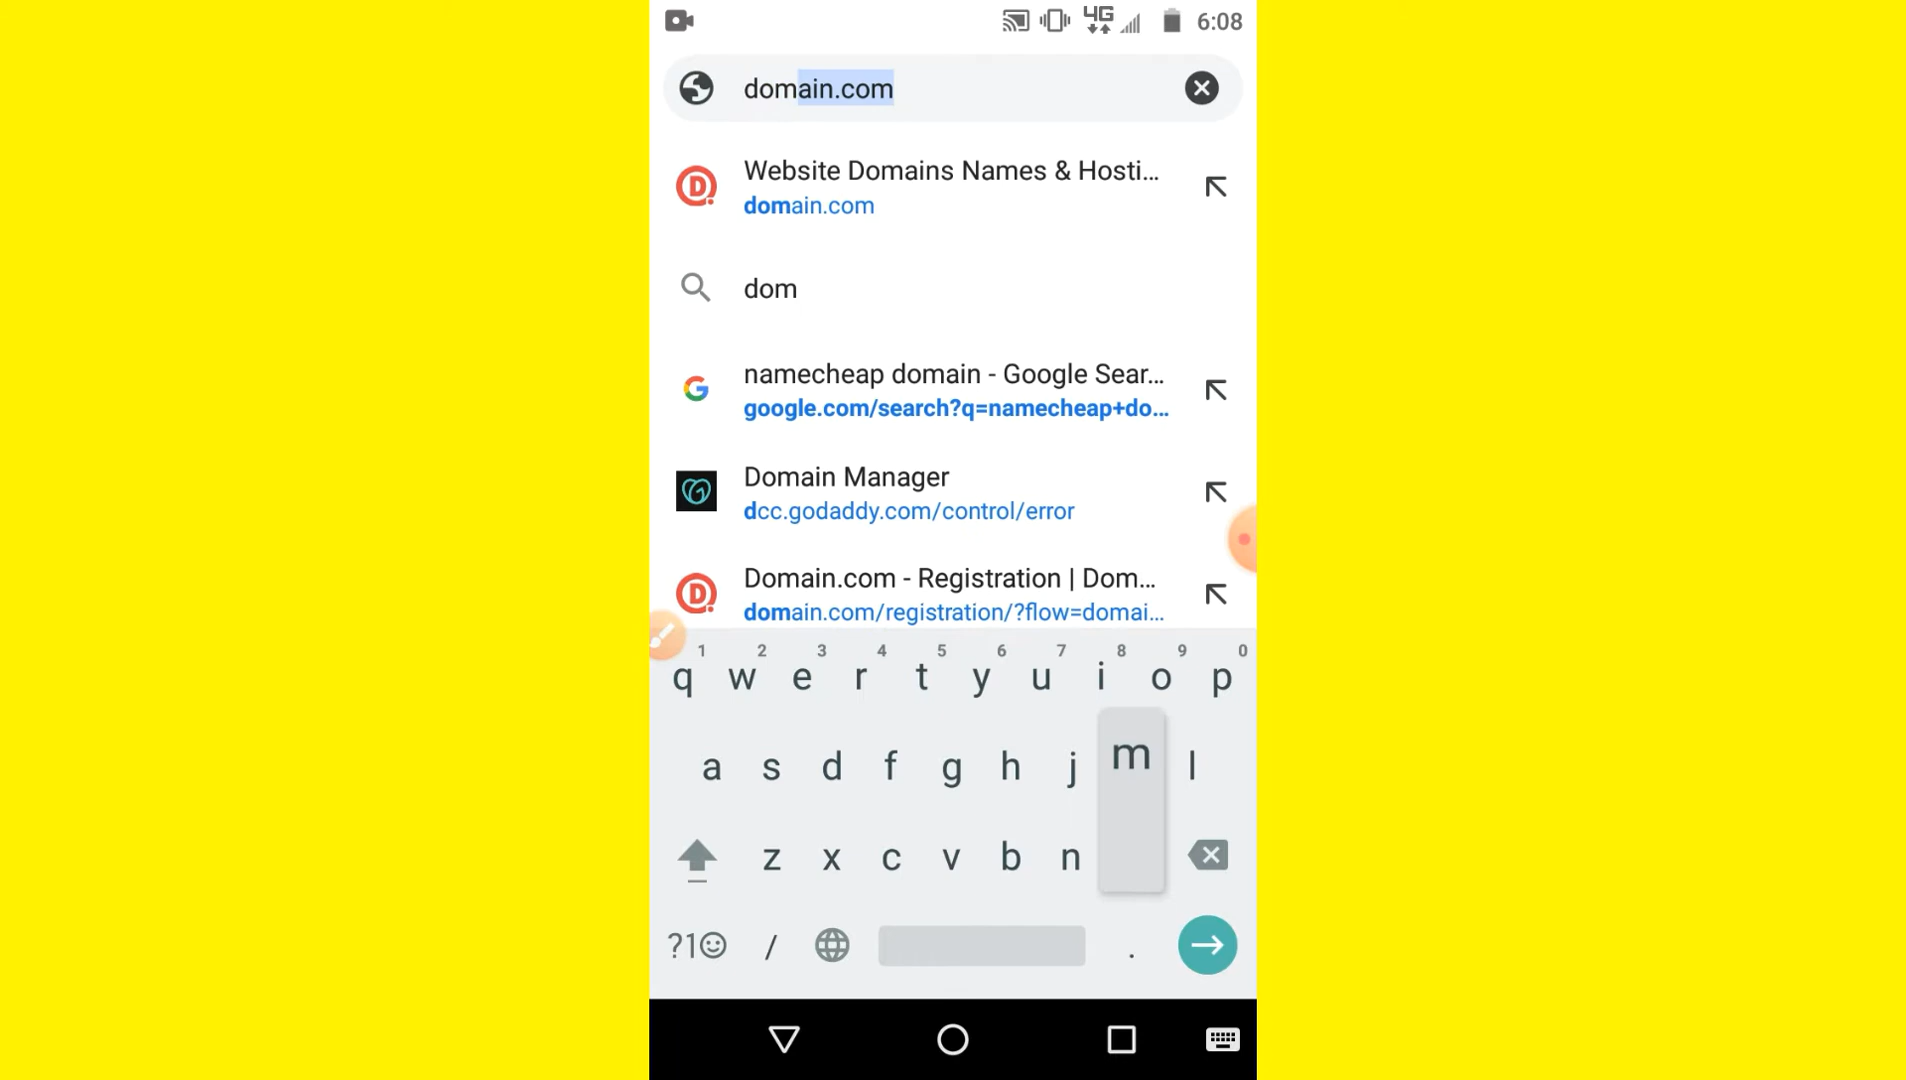 4G 6:08
domain.com
Website Domains Names & Hosti...
domain.com
dom
namecheap domain - Google Sear...
google.com/search?q=namecheap+do...
Domain Manager
dcc.godaddy.com/control/error
Domain.com - Registration | Dom...
domain.com/registration/?flow=domai...
1 2 3 4 5 6 7 8 9 0
q w e r t y u i o p
a s d f g h j m l
z x c v b n
?1☺ / .